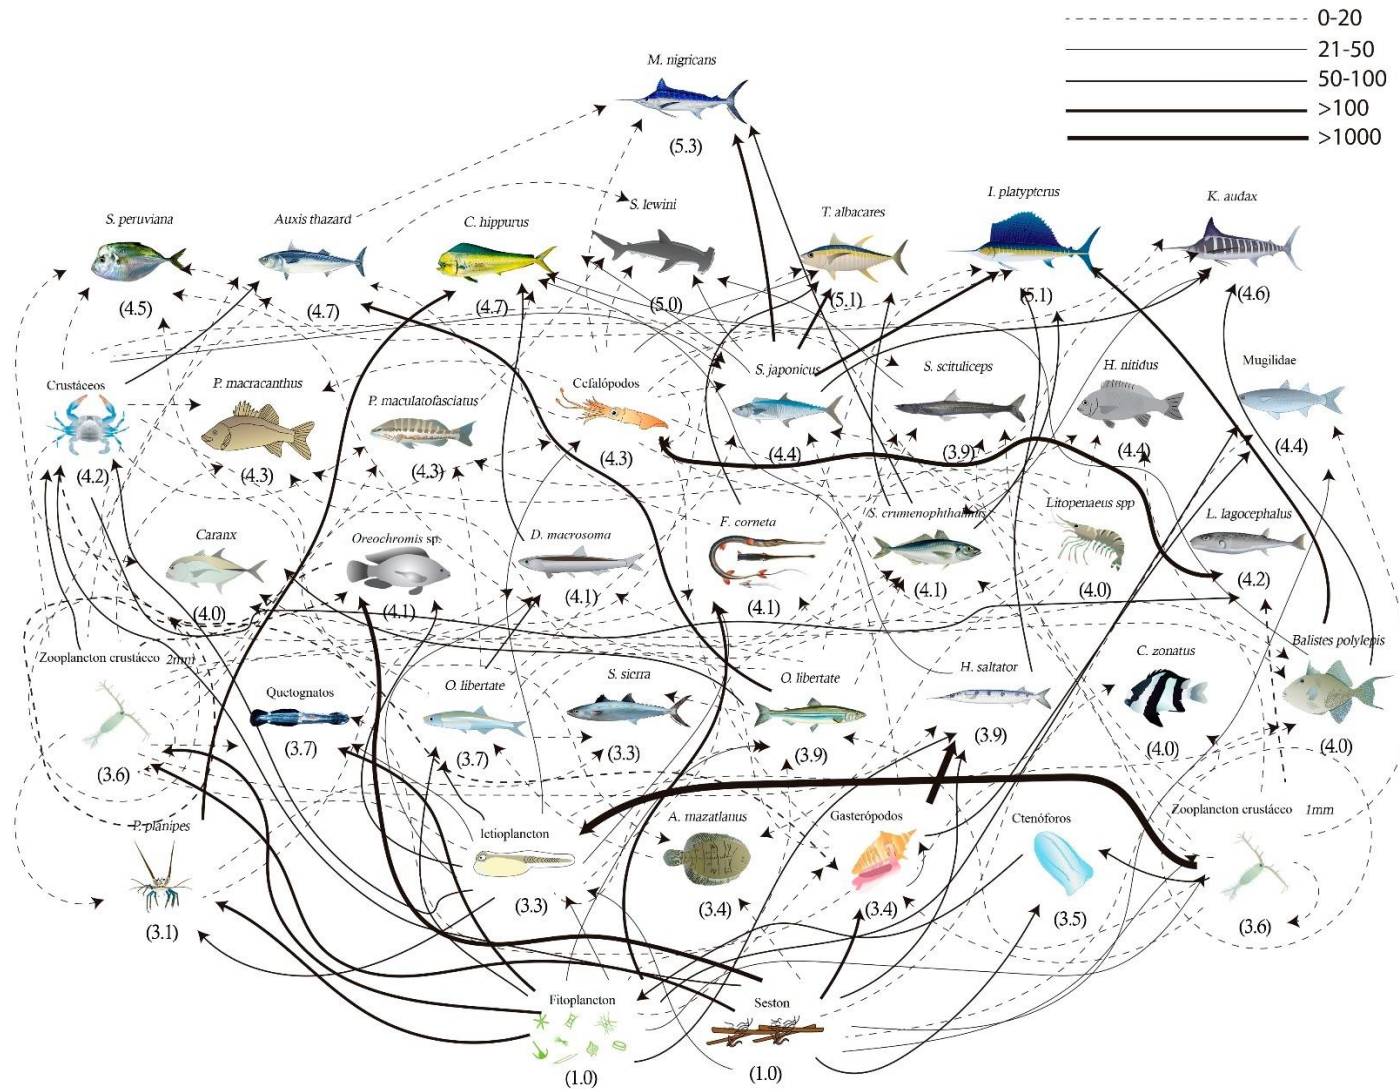 0-20
21-50
50-100
>100
>1000
M. nigricans
(5.3)
S. peruviana
Auxis thazard
C. hippurus
S. lewini
T. albacares
I. platypterus
K. audax
(4.5)
(4.7)
(4.7)
(5.0)
(5.1)
(5.1)
(4.6)
Crustáceos
P. macracanthus
P. maculatofasciatus
Cefalópodos
S. japonicus
S. scituliceps
H. nitidus
Mugilidae
(4.2)
(4.3)
(4.3)
(4.3)
(4.4)
(3.9)
(4.4)
(4.4)
Caranx
Oreochromis sp.
D. macrosoma
F. corneta
S. crumenophthalmus
Litopenaeus spp
L. lagocephalus
(4.0)
(4.1)
(4.1)
(4.1)
(4.1)
(4.0)
(4.2)
Zooplancton crustácco 2mm
Quetognatos
O. libertate
S. sierra
O. libertate
H. saltator
C. zonatus
Balistes polylepis
(3.6)
(3.7)
(3.7)
(3.3)
(3.9)
(3.9)
(4.0)
(4.0)
P. planipes
Ictioplancton
A. mazatlanus
Gasterópodos
Ctenóforos
Zooplancton crustácco 1mm
(3.1)
(3.3)
(3.4)
(3.4)
(3.5)
(3.6)
Fitoplancton
Seston
(1.0)
(1.0)